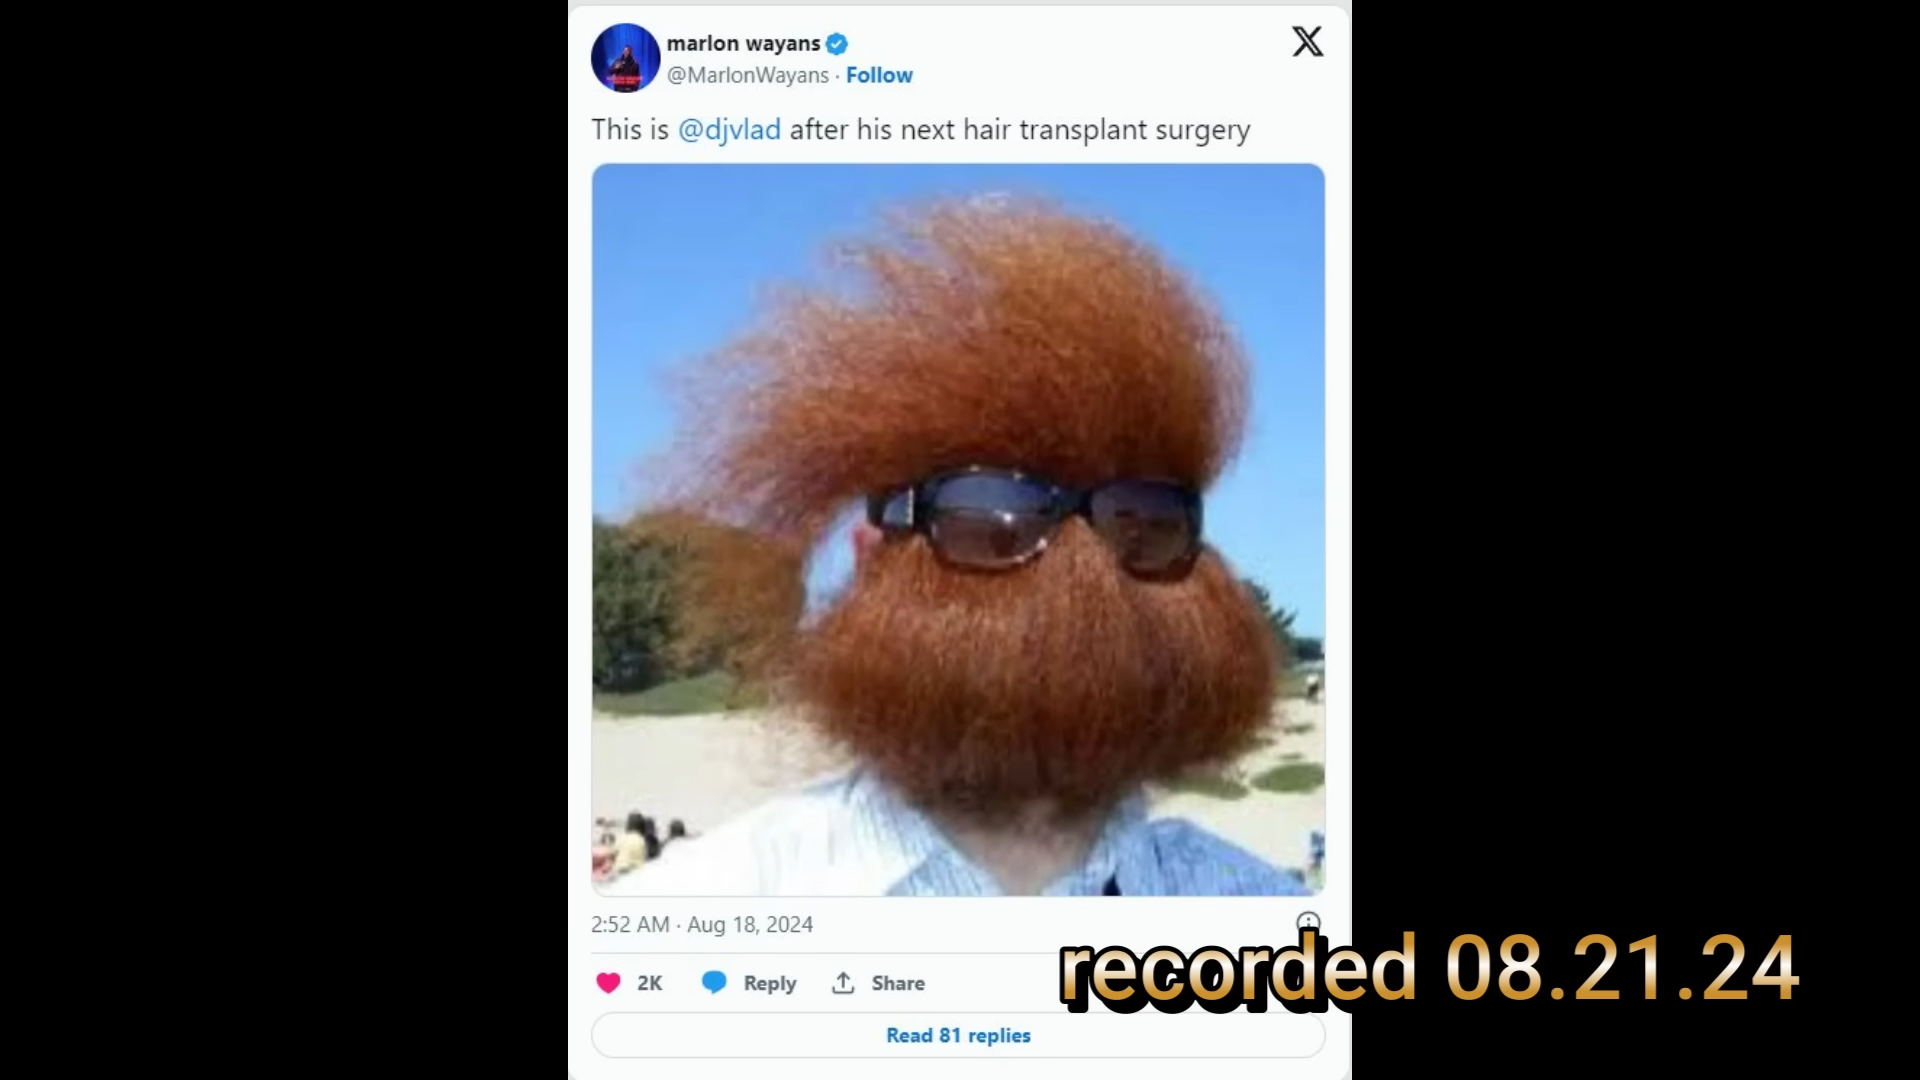 marlon wayans
@MarlonWayans · Follow
This is @djvlad after his next hair transplant surgery
2:52 AM · Aug 18, 2024
2K Reply Share
recorded 08.21.24
Read 81 replies